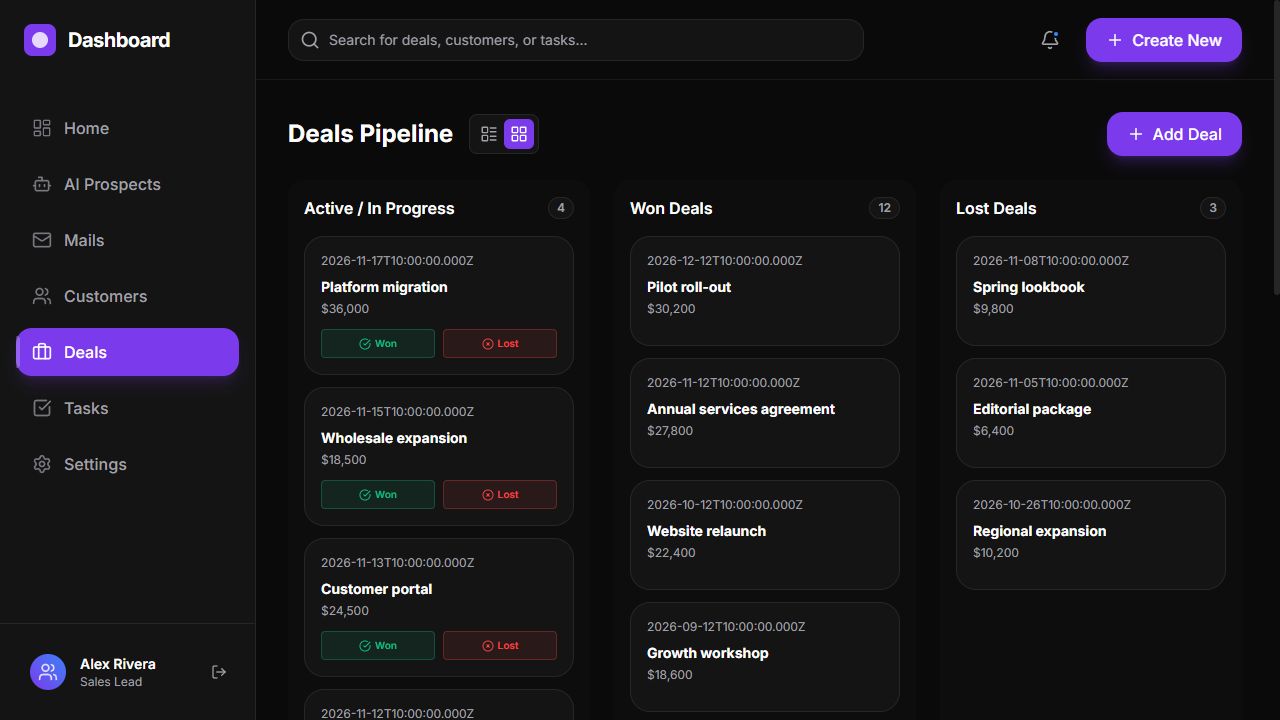 Dashboard
Search for deals, customers, or tasks...
Create New
Home
AI Prospects
Mails
Customers
Deals
Tasks
Settings
Alex Rivera
Sales Lead
Deals Pipeline
Add Deal
Active / In Progress
4
2026-11-17T10:00:00.000Z
Platform migration
$36,000
Won
Lost
2026-11-15T10:00:00.000Z
Wholesale expansion
$18,500
Won
Lost
2026-11-13T10:00:00.000Z
Customer portal
$24,500
Won
Lost
2026-11-12T10:00:00.000Z
Won Deals
12
2026-12-12T10:00:00.000Z
Pilot roll-out
$30,200
2026-11-12T10:00:00.000Z
Annual services agreement
$27,800
2026-10-12T10:00:00.000Z
Website relaunch
$22,400
2026-09-12T10:00:00.000Z
Growth workshop
$18,600
Lost Deals
3
2026-11-08T10:00:00.000Z
Spring lookbook
$9,800
2026-11-05T10:00:00.000Z
Editorial package
$6,400
2026-10-26T10:00:00.000Z
Regional expansion
$10,200